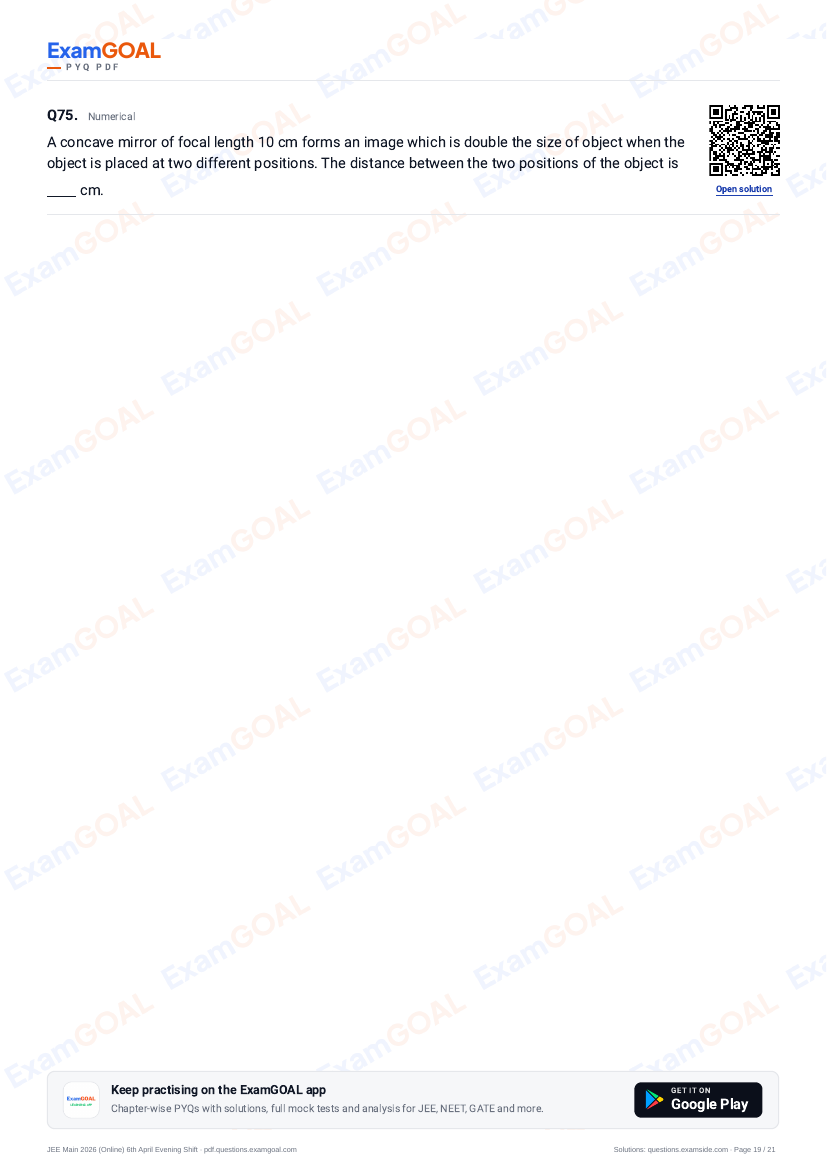 ExamGOAL
PYQ PDF
Q75. Numerical
A concave mirror of focal length 10 cm forms an image which is double the size of object when the
object is placed at two different positions. The distance between the two positions of the object is
____ cm.
Open solution
Keep practising on the ExamGOAL app
Chapter-wise PYQs with solutions, full mock tests and analysis for JEE, NEET, GATE and more.
GET IT ON
Google Play
JEE Main 2026 (Online) 6th April Evening Shift · pdf.questions.examgoal.com
Solutions: questions.examside.com · Page 19 / 21